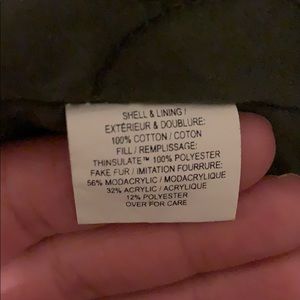 SHELL & LINING /
EXTÉRIEUR & DOUBLURE:
100% COTTON / COTON
FILL / REMPLISSAGE:
THINSULATE™ 100% POLYESTER
FAKE FUR / IMITATION FOURRURE:
56% MODACRYLIC / MODACRYLIQUE
32% ACRYLIC / ACRYLIQUE
12% POLYESTER
OVER FOR CARE